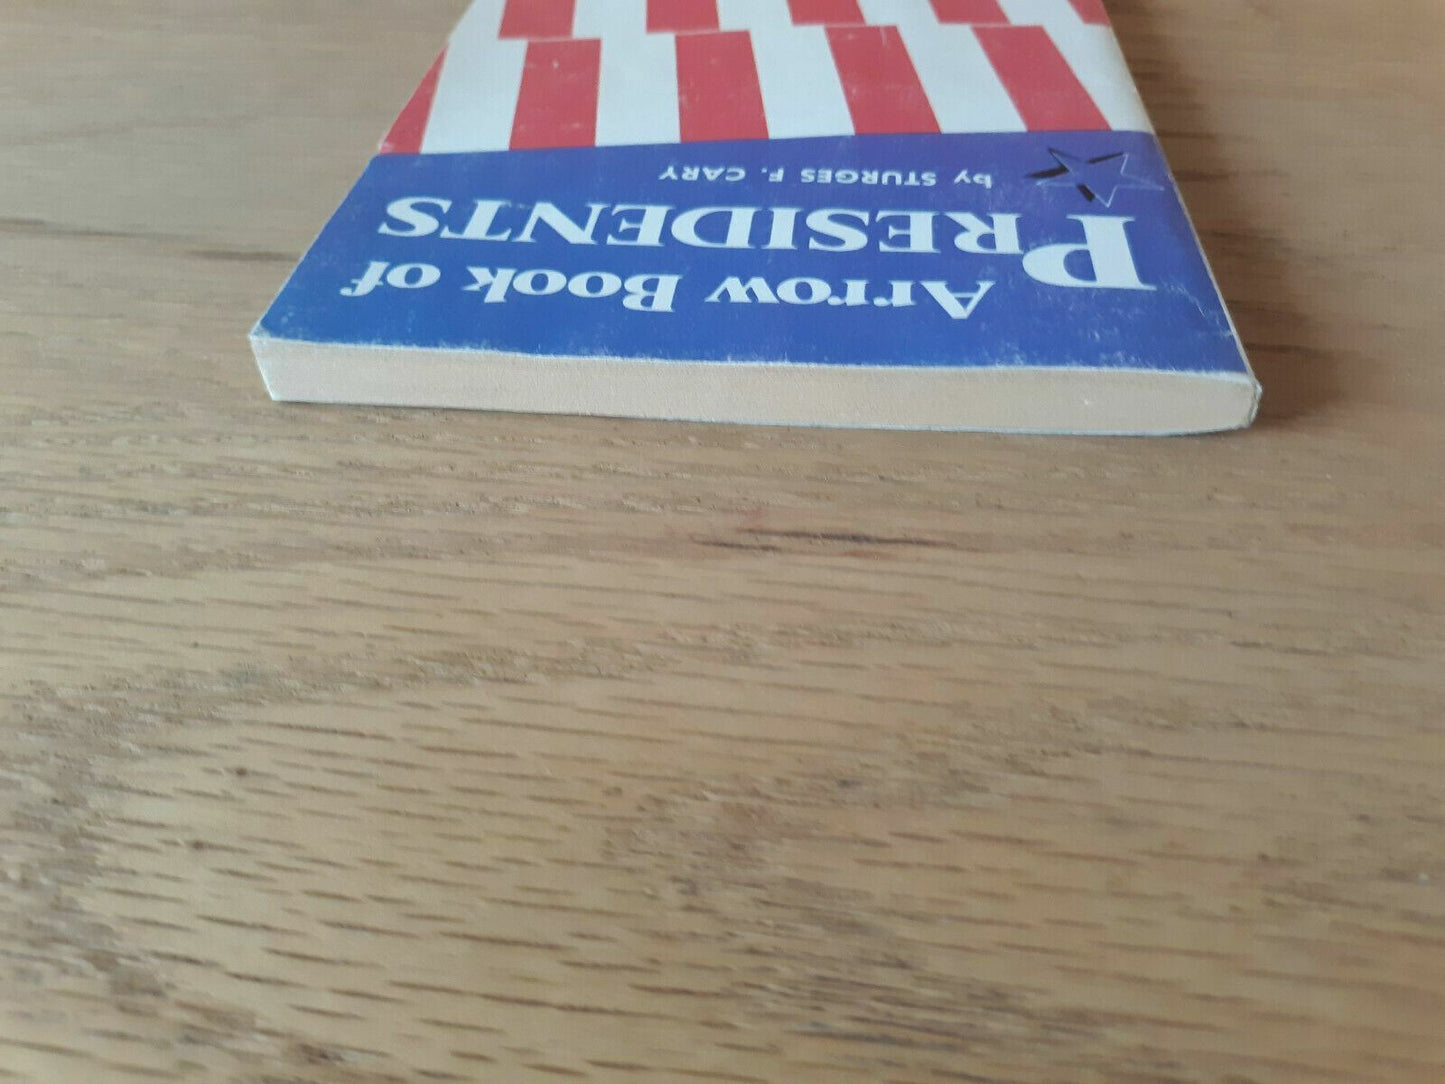 Arrow Book of
PRESIDENTS
by STURGES F. CARY